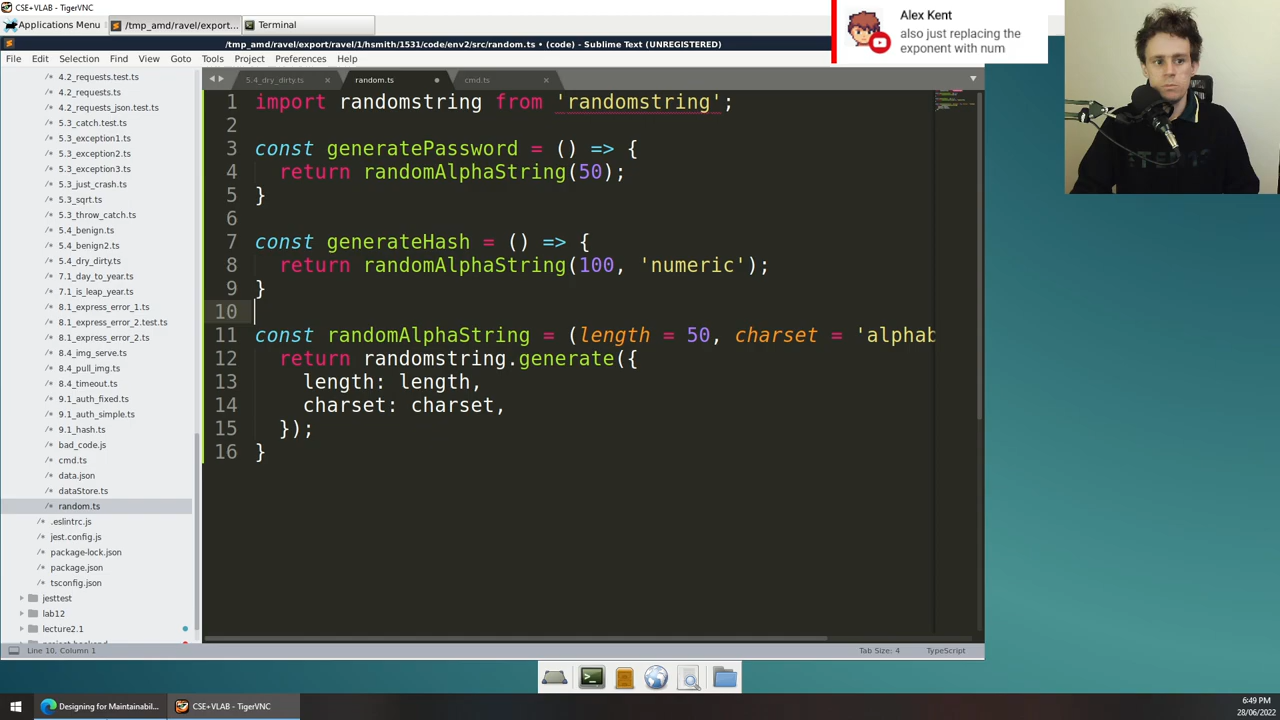 CSE+VLAB - TigerVNC
Applications Menu
/tmp_amd/ravel/export...
Terminal
/tmp_amd/ravel/export/ravel/1/hsmith/1531/code/env2/src/random.ts • (code) - Sublime Text (UNREGISTERED)
File Edit Selection Find View Goto Tools Project Preferences Help
Alex Kent
also just replacing the
exponent with num
4.2_requests.test.ts
4.2_requests.ts
4.2_requests_json.test.ts
5.3_catch.test.ts
5.3_exception1.ts
5.3_exception2.ts
5.3_exception3.ts
5.3_just_crash.ts
5.3_sqrt.ts
5.3_throw_catch.ts
5.4_benign.ts
5.4_benign2.ts
5.4_dry_dirty.ts
7.1_day_to_year.ts
7.1_is_leap_year.ts
8.1_express_error_1.ts
8.1_express_error_2.test.ts
8.1_express_error_2.ts
8.4_img_serve.ts
8.4_pull_img.ts
8.4_timeout.ts
9.1_auth_fixed.ts
9.1_auth_simple.ts
9.1_hash.ts
bad_code.js
cmd.ts
data.json
dataStore.ts
random.ts
.eslintrc.js
jest.config.js
package-lock.json
package.json
tsconfig.json
jesttest
lab12
lecture2.1
5.4_dry_dirty.ts
random.ts
cmd.ts
1 import randomstring from 'randomstring';
2
3 const generatePassword = () => {
4 return randomAlphaString(50);
5 }
6
7 const generateHash = () => {
8 return randomAlphaString(100, 'numeric');
9 }
10
11 const randomAlphaString = (length = 50, charset = 'alphab
12 return randomstring.generate({
13 length: length,
14 charset: charset,
15 });
16 }
Line 10, Column 1
Tab Size: 4
TypeScript
Designing for Maintainabil...
CSE+VLAB - TigerVNC
6:49 PM
28/06/2022